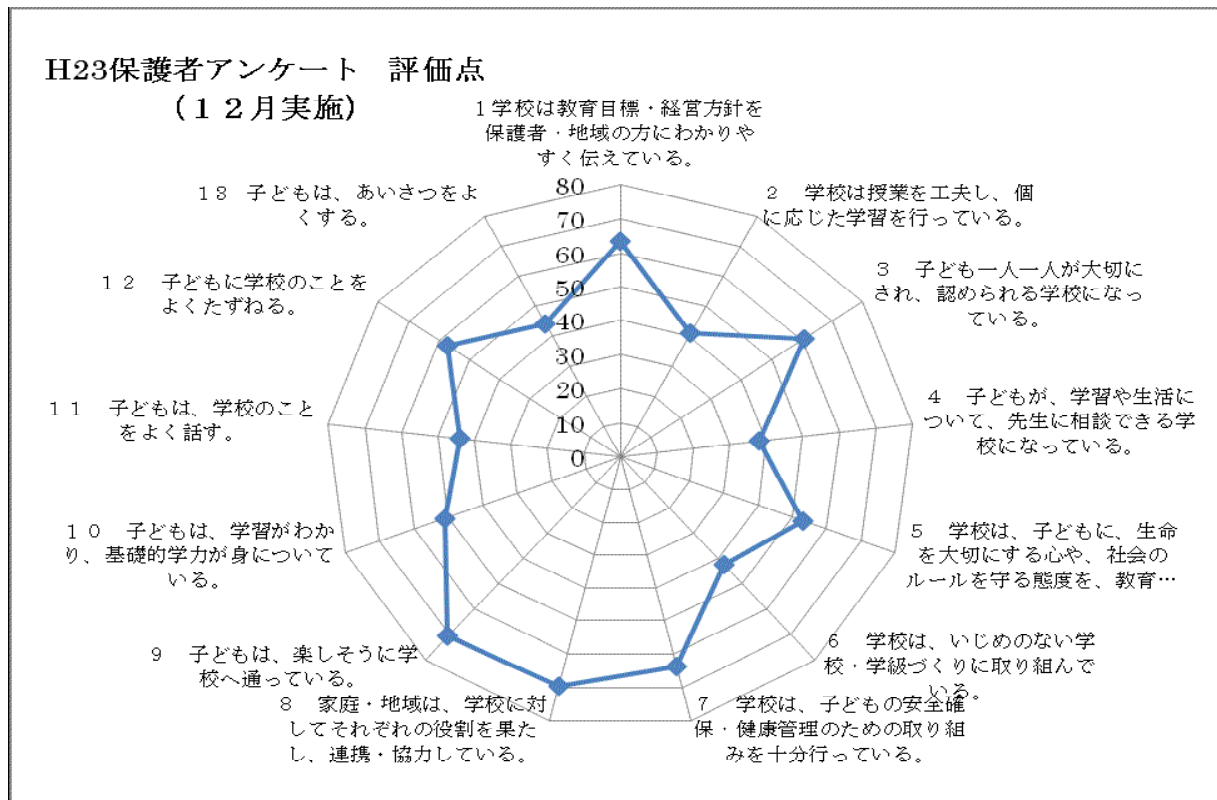 H23保護者アンケート　評価点
（１２月実施）
1学校は教育目標・経営方針を
保護者・地域の方にわかりや
すく伝えている。
2　学校は授業を工夫し、個
に応じた学習を行っている。
3　子ども一人一人が大切に
され、認められる学校になっ
ている。
4　子どもが、学習や生活に
ついて、先生に相談できる学
校になっている。
5　学校は、子どもに、生命
を大切にする心や、社会の
ルールを守る態度を、教育…
6　学校は、いじめのない学
校・学級づくりに取り組んで
いる。
7　学校は、子どもの安全確
保・健康管理のための取り組
みを十分行っている。
8　家庭・地域は、学校に対
してそれぞれの役割を果た
し、連携・協力している。
9　子どもは、楽しそうに学
校へ通っている。
10　子どもは、学習がわか
り、基礎的学力が身について
いる。
11　子どもは、学校のこと
をよく話す。
12　子どもに学校のことを
よくたずねる。
13　子どもは、あいさつをよ
くする。
80
70
60
50
40
30
20
10
0